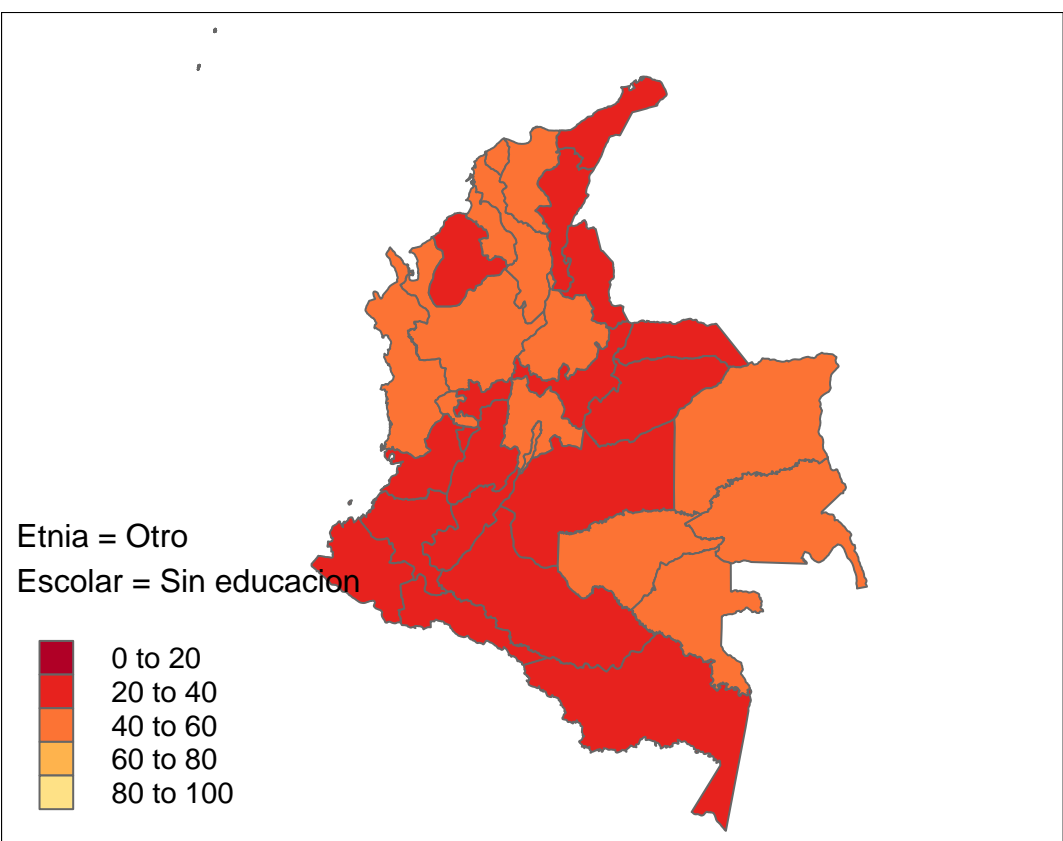 Etnia = Otro
Escolar = Sin educacion
0 to 20
20 to 40
40 to 60
60 to 80
80 to 100